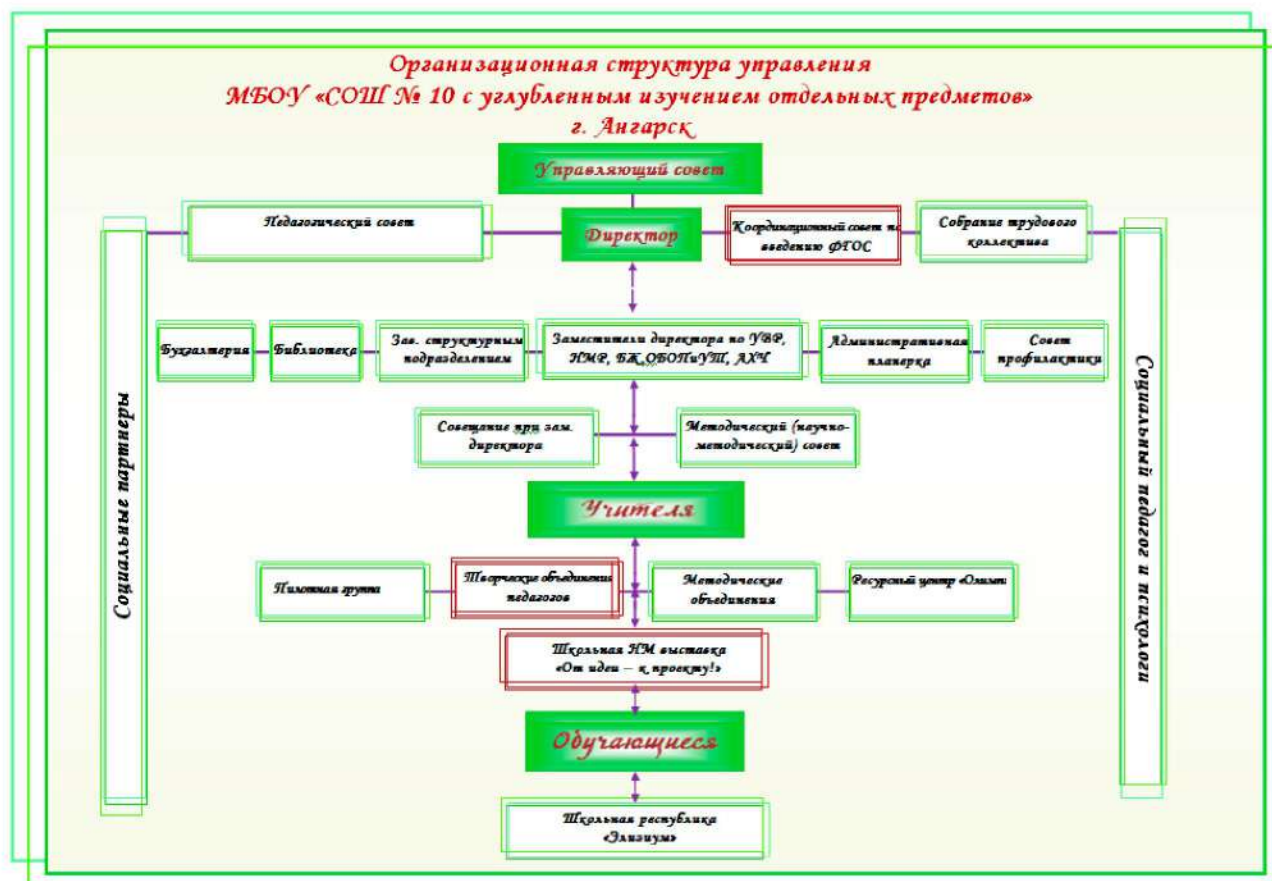 Организационная структура управления
МБОУ «СОШ № 10 с углубленным изучением отдельных предметов»
г. Ангарск
Управляющий совет
Педагогический совет
Директор
Координационный совет по
введению ФГОС
Собрание трудового
коллектива
Бухгалтерия
Библиотека
Зав. структурным
подразделением
Заместители директора по УВР,
НМР, БЖ,ОБОПиУТ, АХЧ
Административная
планерка
Совет
профилактики
Совещание при зам.
директора
Методический (научно-
методический) совет
Учителя
Пилотная группа
Творческие объединения
педагогов
Методические
объединения
Ресурсный центр «Олимп»
Школьная НМ выставка
«От идеи – к проекту!»
Обучающиеся
Школьная республика
«Элизиум»
Социальные партнеры
Социальный педагог и психологи